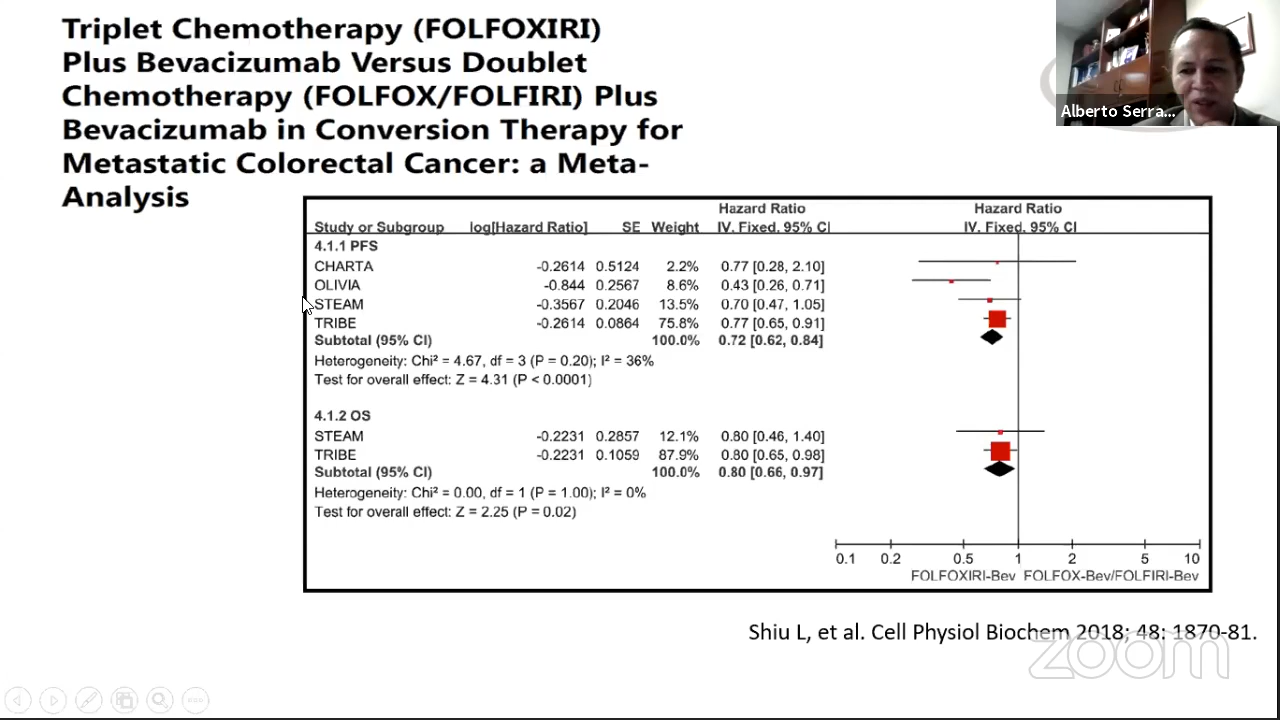 Triplet Chemotherapy (FOLFOXIRI)
Plus Bevacizumab Versus Doublet
Chemotherapy (FOLFOX/FOLFIRI) Plus
Bevacizumab in Conversion Therapy for
Metastatic Colorectal Cancer: a Meta-
Analysis
Alberto Serra...
Hazard Ratio Hazard Ratio
Study or Subgroup log[Hazard Ratio] SE Weight IV. Fixed. 95% CI IV. Fixed. 95% CI
4.1.1 PFS
CHARTA -0.2614 0.5124 2.2% 0.77 [0.28, 2.10]
OLIVIA -0.844 0.2567 8.6% 0.43 [0.26, 0.71]
STEAM -0.3567 0.2046 13.5% 0.70 [0.47, 1.05]
TRIBE -0.2614 0.0864 75.8% 0.77 [0.65, 0.91]
Subtotal (95% CI) 100.0% 0.72 [0.62, 0.84]
Heterogeneity: Chi² = 4.67, df = 3 (P = 0.20); I² = 36%
Test for overall effect: Z = 4.31 (P < 0.0001)
4.1.2 OS
STEAM -0.2231 0.2857 12.1% 0.80 [0.46, 1.40]
TRIBE -0.2231 0.1059 87.9% 0.80 [0.65, 0.98]
Subtotal (95% CI) 100.0% 0.80 [0.66, 0.97]
Heterogeneity: Chi² = 0.00, df = 1 (P = 1.00); I² = 0%
Test for overall effect: Z = 2.25 (P = 0.02)
0.1 0.2 0.5 1 2 5 10
FOLFOXIRI-Bev FOLFOX-Bev/FOLFIRI-Bev
Shiu L, et al. Cell Physiol Biochem 2018; 48: 1870-81.
zoom